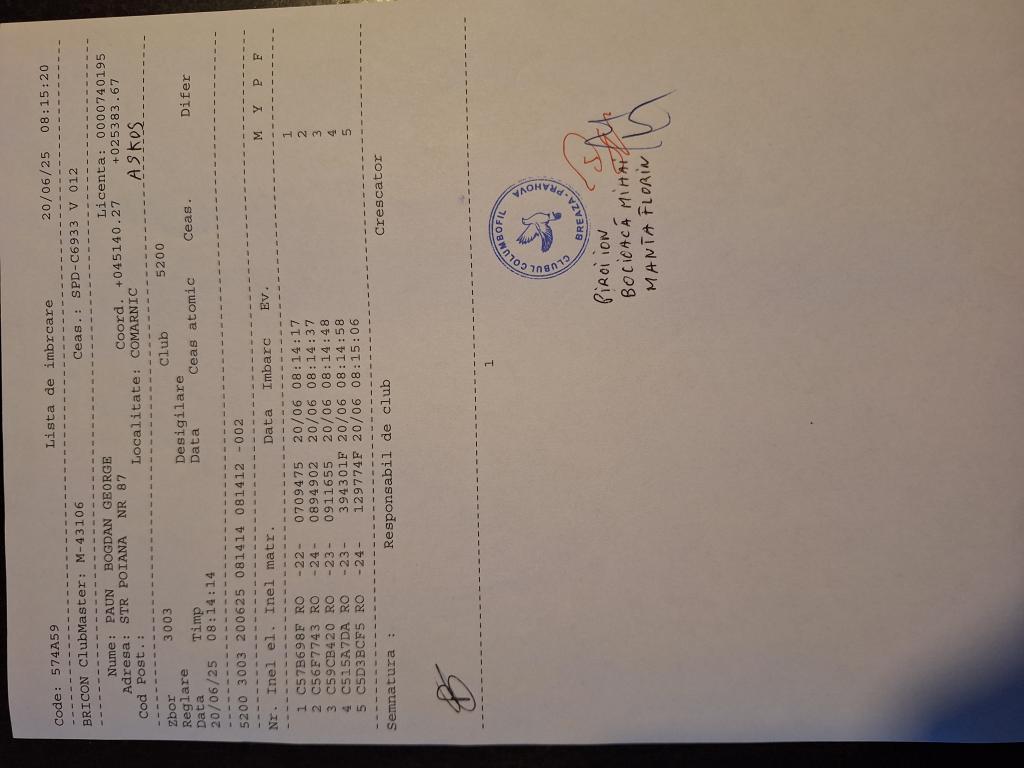 Code: 574A59 Lista de imbrcare 20/06/25 08:15:20
BRICON ClubMaster: M-43106 Ceas.: SPD-C6933 V 012
Nume: PAUN BOGDAN GEORGE Licenta: 0000740195
Adresa: STR POIANA NR 87 Coord. +045140.27 +025383.67
Cod Post.: Localitate: COMARNIC ASKOS
Zbor 3003 Club 5200
Reglare Desigilare
Data Timp Data Ceas atomic Ceas. Difer
20/06/25 08:14:14
5200 3003 200625 081414 081412 -002
Nr. Inel el. Inel matr. Data Imbarc Ev. M Y P F
1 C57B698F RO -22- 0709475 20/06 08:14:17 1
2 C56F7743 RO -24- 0894902 20/06 08:14:37 2
3 C59CB420 RO -23- 0911655 20/06 08:14:48 3
4 C515A7DA RO -23- 394301F 20/06 08:14:58 4
5 C5D3BCF5 RO -24- 129774F 20/06 08:15:06 5
Semnatura : Responsabil de club Crescator
1
CLUBUL COLUMBOFIL
BREAZA-PRAHOVA
PIROI ION
BOCIOACĂ MIHAI
MANTA FLORIN